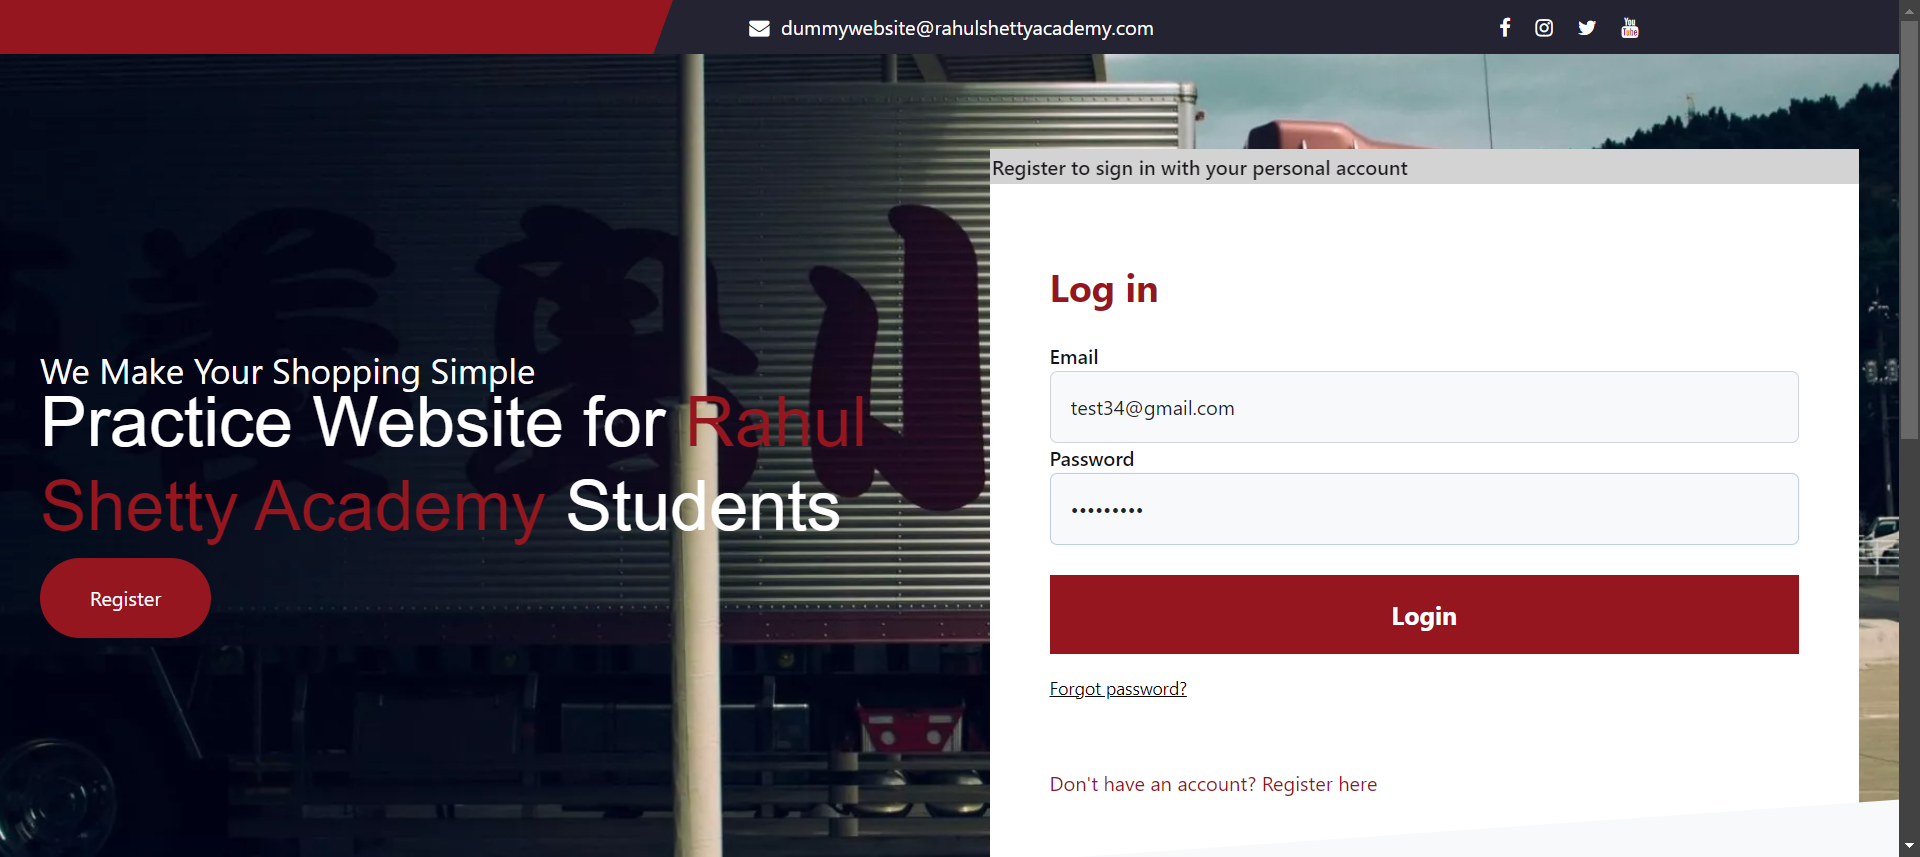 dummywebsite@rahulshettyacademy.com
You
Tube
Register to sign in with your personal account
We Make Your Shopping Simple
Practice Website for Rahul
Shetty Academy Students
Register
Log in
Email
test34@gmail.com
Password
•••••••••
Login
Forgot password?
Don't have an account? Register here